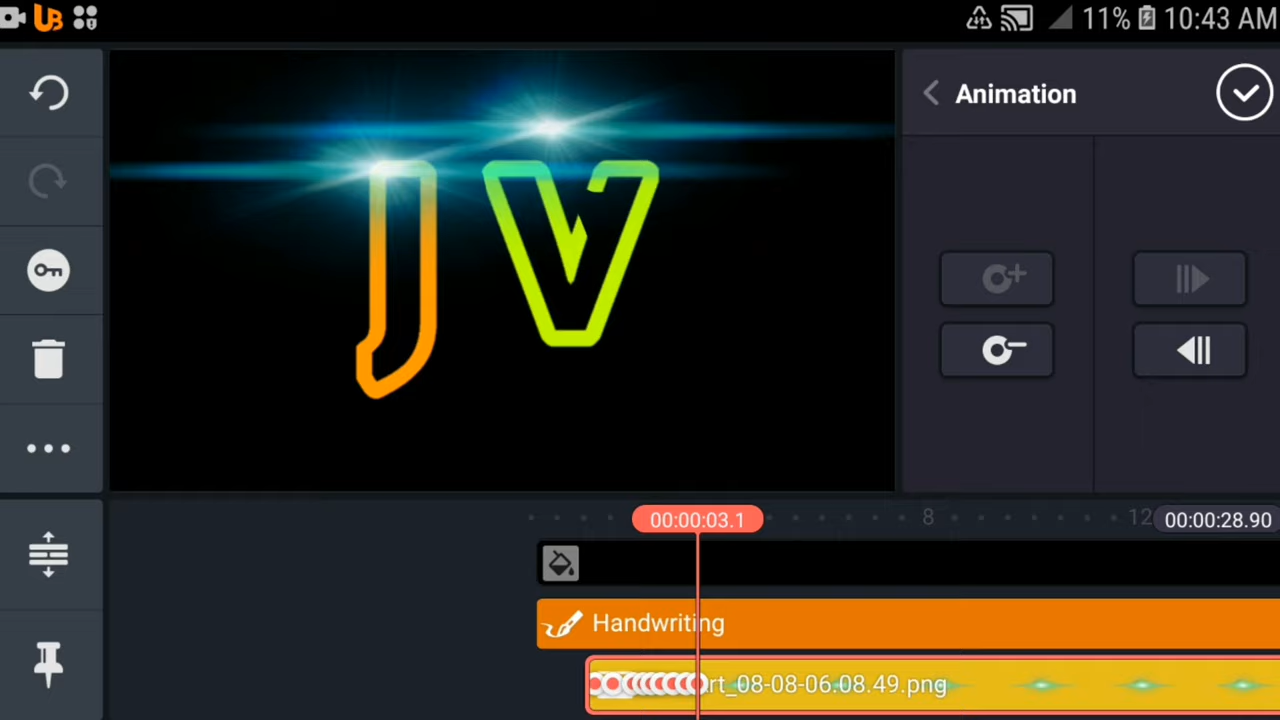 11% 10:43 AM
Animation
JV
00:00:03.1
8
12
00:00:28.90
Handwriting
rt_08-08-06.08.49.png